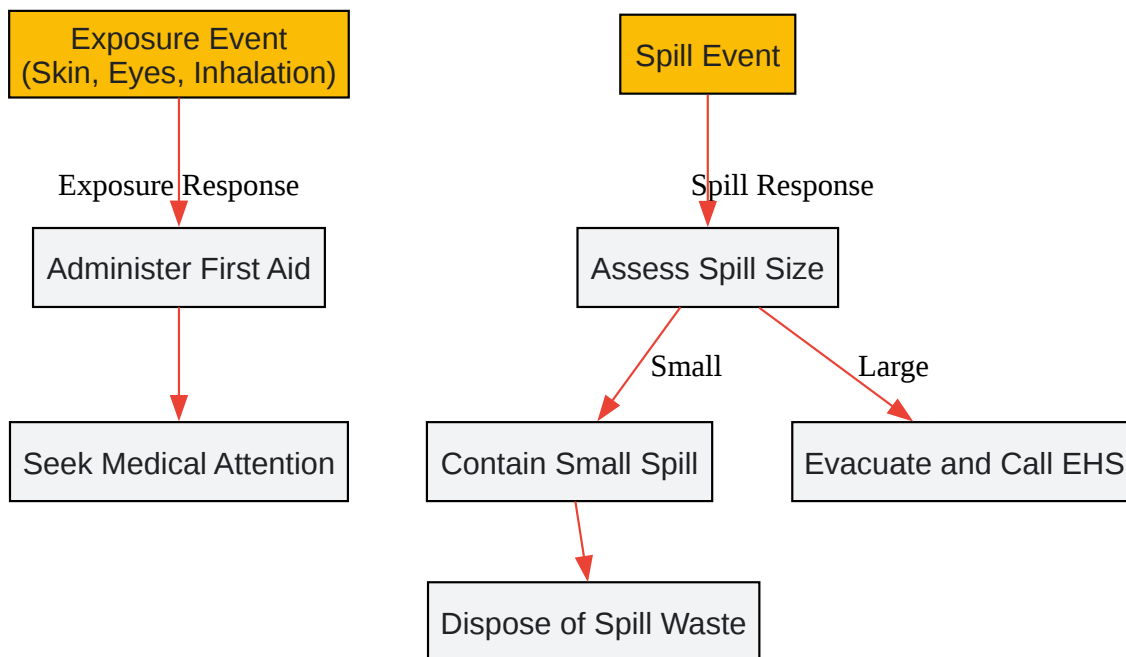 Exposure Event
(Skin, Eyes, Inhalation)
Spill Event
Exposure Response
Spill Response
Administer First Aid
Assess Spill Size
Small
Large
Seek Medical Attention
Contain Small Spill
Evacuate and Call EHS
Dispose of Spill Waste